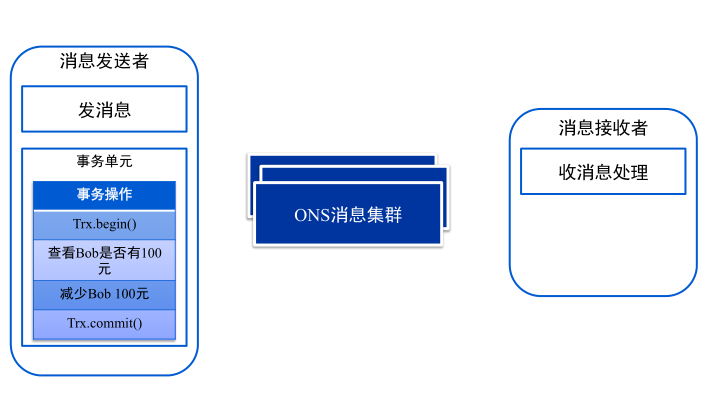 消息发送者
发消息
事务单元
事务操作
Trx.begin()
查看Bob是否有100
元
减少Bob 100元
Trx.commit()
ONS消息集群
消息接收者
收消息处理